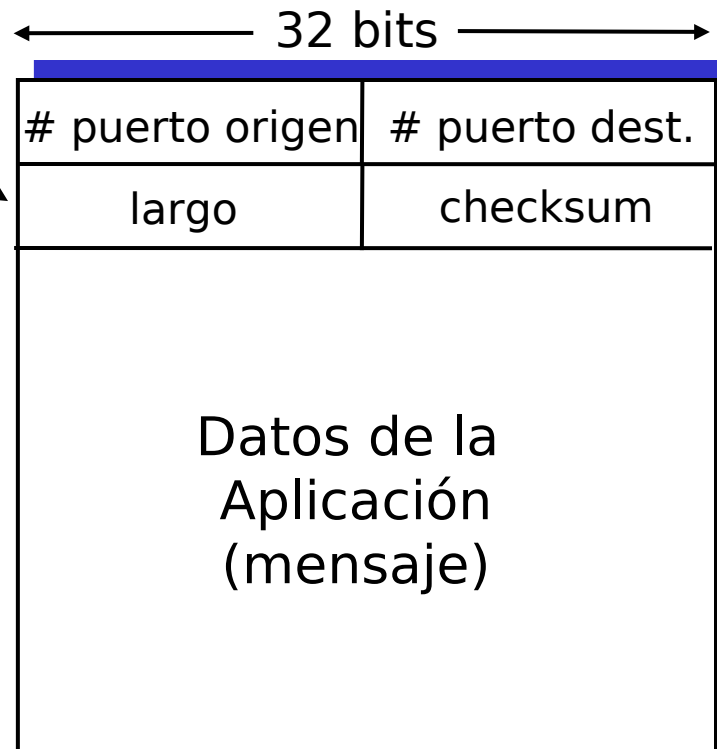 32 bits
# puerto origen # puerto dest.
largo checksum
Datos de la
Aplicación
(mensaje)